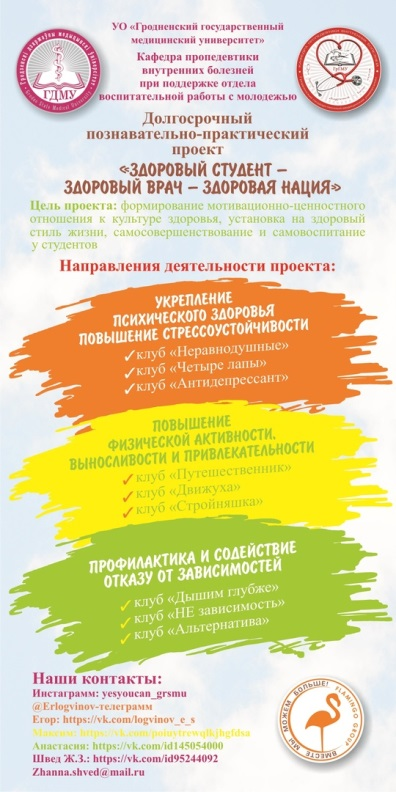 УО «Гродненский государственный
медицинский университет»
Кафедра пропедевтики
внутренних болезней
при поддержке отдела
воспитательной работы с молодежью
ГДМУ
Долгосрочный
познавательно-практический
проект
«ЗДОРОВЫЙ СТУДЕНТ –
ЗДОРОВЫЙ ВРАЧ – ЗДОРОВАЯ НАЦИЯ»
Цель проекта: формирование мотивационно-ценностного
отношения к культуре здоровья, установка на здоровый
стиль жизни, самосовершенствование и самовоспитание
у студентов
Направления деятельности проекта:
УКРЕПЛЕНИЕ
ПСИХИЧЕСКОГО ЗДОРОВЬЯ
ПОВЫШЕНИЕ СТРЕССОУСТОЙЧИВОСТИ
✓клуб «Неравнодушные»
✓клуб «Четыре лапы»
✓клуб «Антидепрессант»
ПОВЫШЕНИЕ
ФИЗИЧЕСКОЙ АКТИВНОСТИ,
ВЫНОСЛИВОСТИ И ПРИВЛЕКАТЕЛЬНОСТИ
✓клуб «Путешественник»
✓клуб «Движуха»
✓клуб «Стройняшка»
ПРОФИЛАКТИКА И СОДЕЙСТВИЕ
ОТКАЗУ ОТ ЗАВИСИМОСТЕЙ
✓клуб «Дышим глубже»
✓клуб «НЕ зависимость»
✓клуб «Альтернатива»
Наши контакты:
Инстаграмм: yesyoucan_grsmu
@Erlogvinov-телеграмм
Егор: https://vk.com/logvinov_e_s
Максим: https://vk.com/poiuytrewqlkjhgfdsa
Анастасия: https://vk.com/id145054000
Швед Ж.З.: https://vk.com/id95244092
Zhanna.shved@mail.ru
ВМЕСТЕ МЫ МОЖЕМ БОЛЬШЕ!
FLAMINGO GROUP